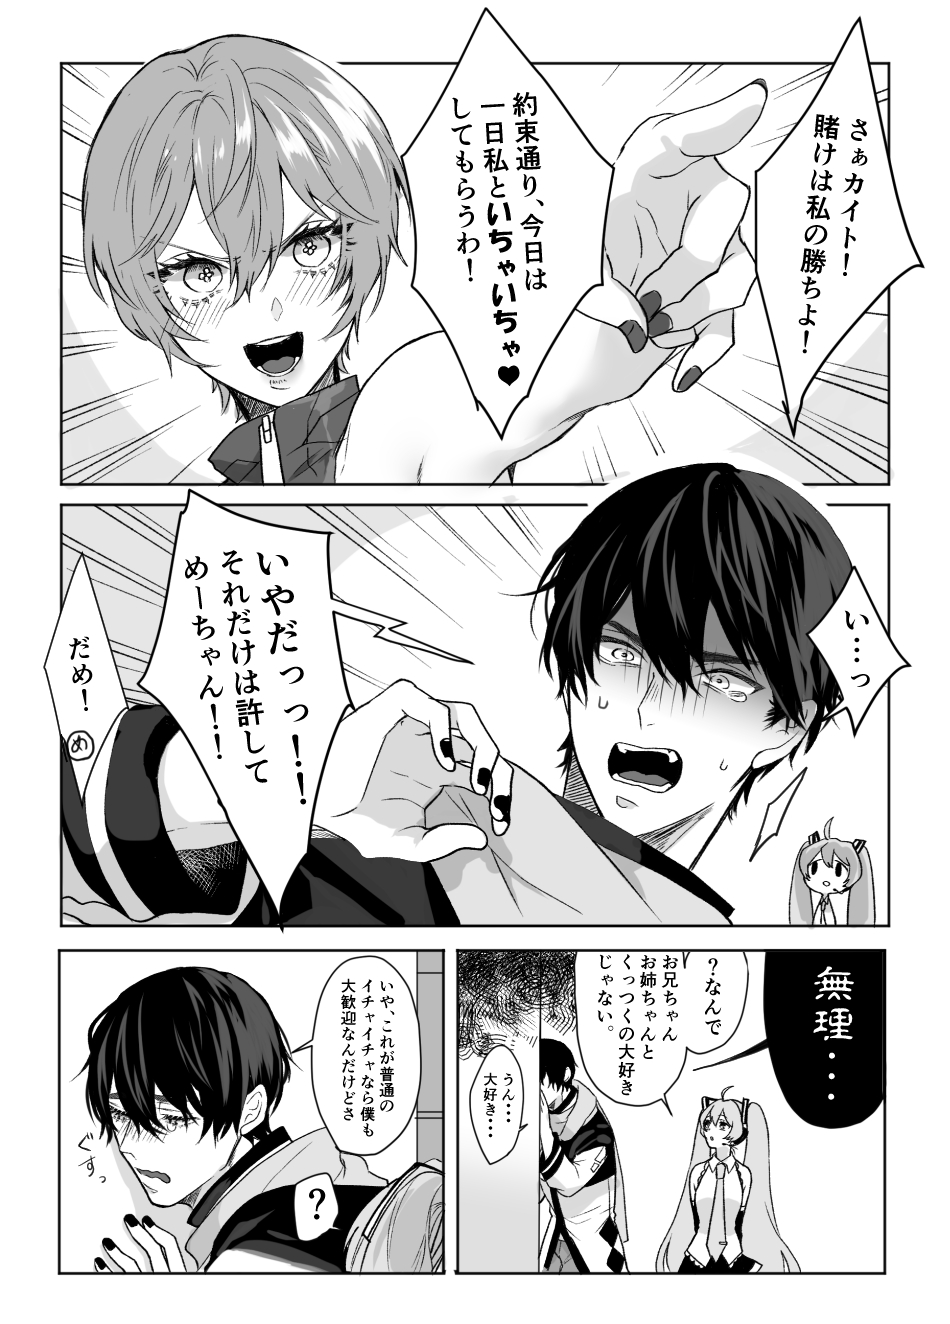 さぁカイト！
賭けは私の勝ちよ！
約束通り、今日は
一日私といちゃいちゃ♥
してもらうわ！
い…っ
いやだっっ！！
それだけは許して
めーちゃん！！
だめ！
め
無理・・・
？なんで
お兄ちゃん
お姉ちゃんと
くっつくの大好き
じゃない。
うん・・・
大好き・・・
いや、これが普通の
イチャイチャなら僕も
大歓迎なんだけどさ
ぐすっ
？